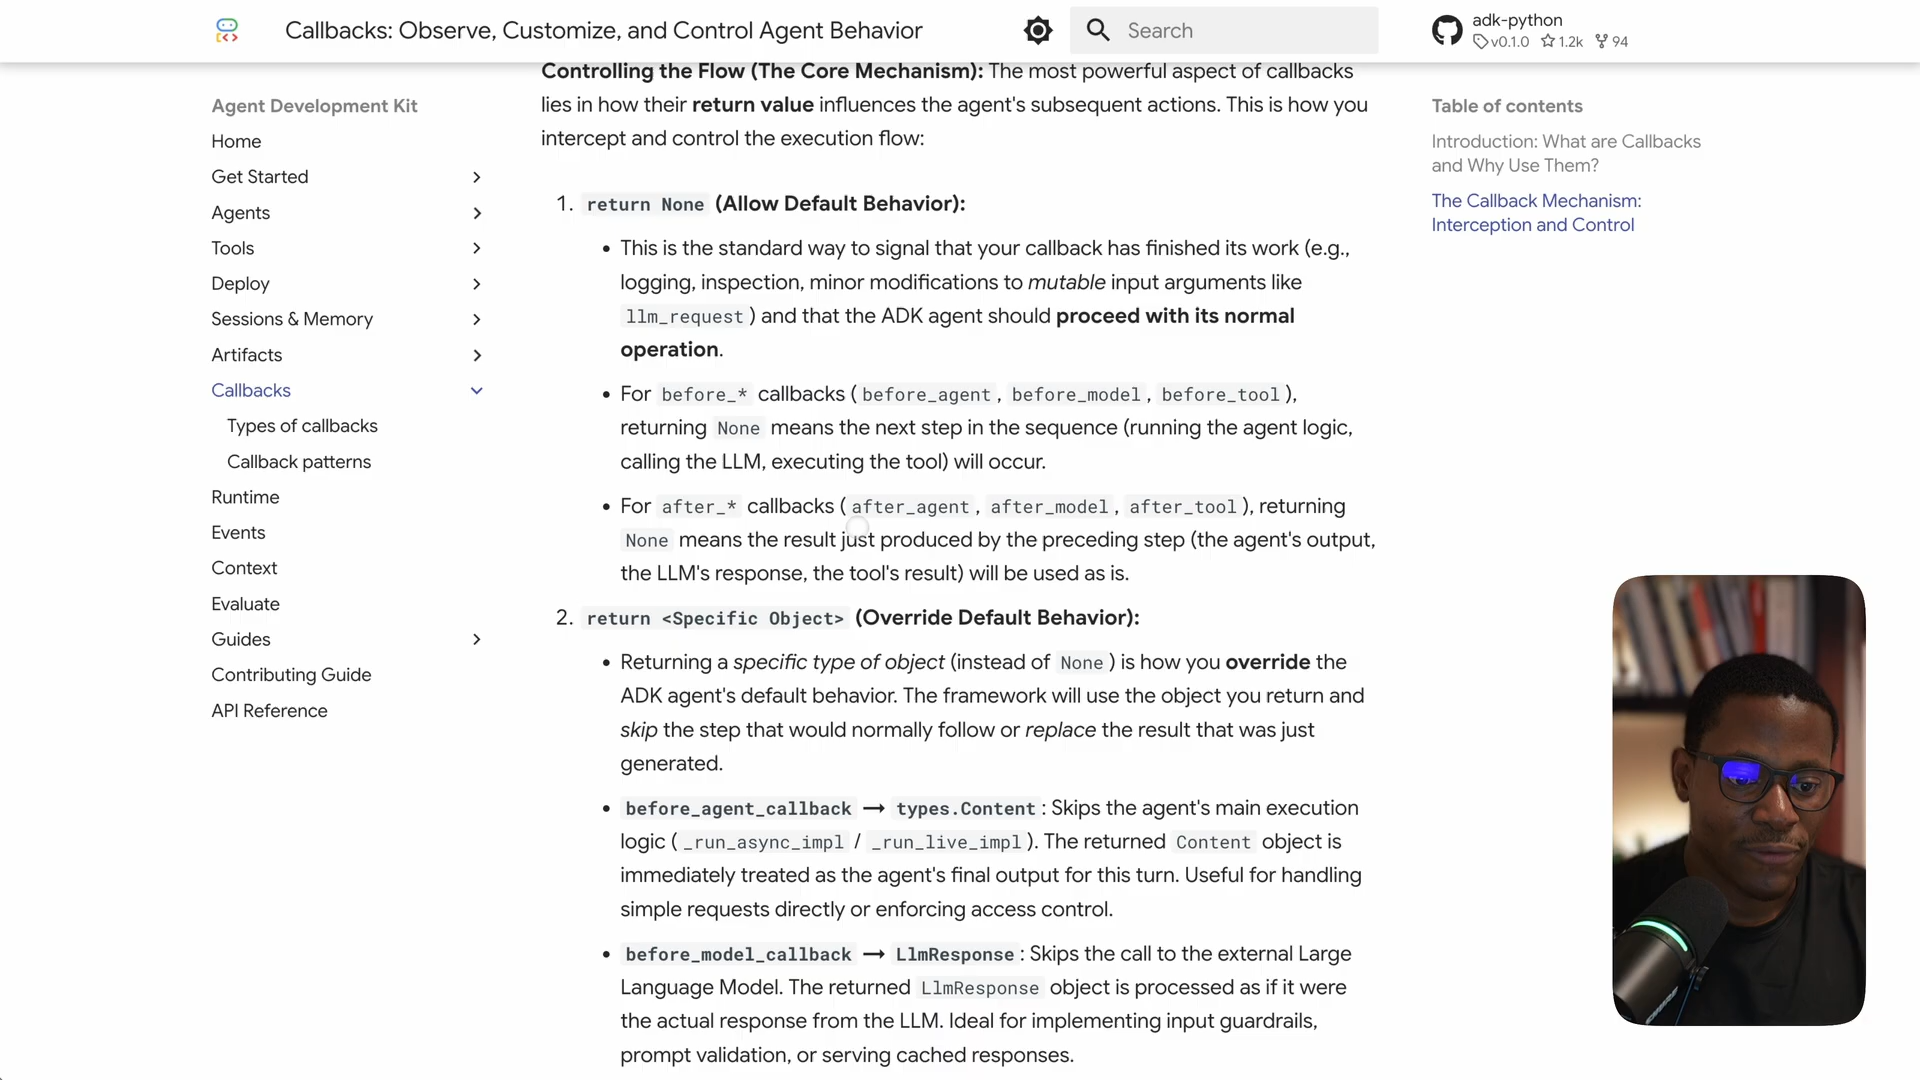 Callbacks: Observe, Customize, and Control Agent Behavior
Search
adk-python
v0.1.0 1.2k 94
Agent Development Kit
Home
Get Started
Agents
Tools
Deploy
Sessions & Memory
Artifacts
Callbacks
Types of callbacks
Callback patterns
Runtime
Events
Context
Evaluate
Guides
Contributing Guide
API Reference
Controlling the Flow (The Core Mechanism): The most powerful aspect of callbacks
lies in how their return value influences the agent's subsequent actions. This is how you
intercept and control the execution flow:
1. return None (Allow Default Behavior):
• This is the standard way to signal that your callback has finished its work (e.g.,
logging, inspection, minor modifications to mutable input arguments like
llm_request) and that the ADK agent should proceed with its normal
operation.
• For before_* callbacks (before_agent, before_model, before_tool),
returning None means the next step in the sequence (running the agent logic,
calling the LLM, executing the tool) will occur.
• For after_* callbacks (after_agent, after_model, after_tool), returning
None means the result just produced by the preceding step (the agent's output,
the LLM's response, the tool's result) will be used as is.
2. return <Specific Object> (Override Default Behavior):
• Returning a specific type of object (instead of None) is how you override the
ADK agent's default behavior. The framework will use the object you return and
skip the step that would normally follow or replace the result that was just
generated.
• before_agent_callback → types.Content: Skips the agent's main execution
logic (_run_async_impl / _run_live_impl). The returned Content object is
immediately treated as the agent's final output for this turn. Useful for handling
simple requests directly or enforcing access control.
• before_model_callback → LlmResponse: Skips the call to the external Large
Language Model. The returned LlmResponse object is processed as if it were
the actual response from the LLM. Ideal for implementing input guardrails,
prompt validation, or serving cached responses.
Table of contents
Introduction: What are Callbacks
and Why Use Them?
The Callback Mechanism:
Interception and Control